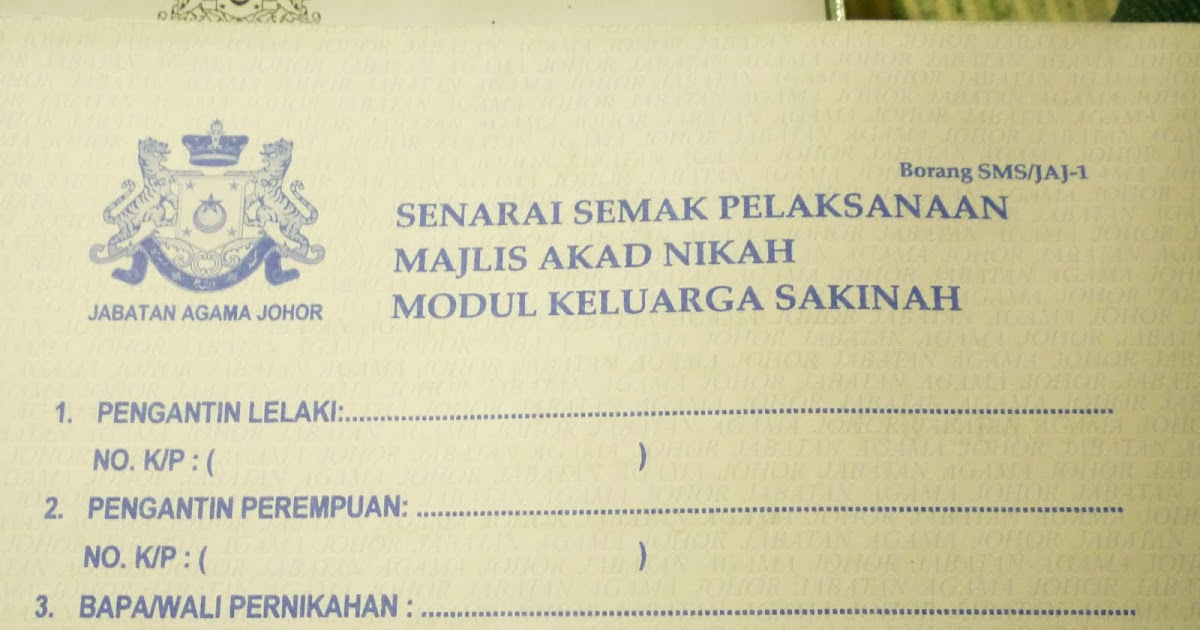 Borang SMS/JAJ-1
SENARAI SEMAK PELAKSANAAN
MAJLIS AKAD NIKAH
MODUL KELUARGA SAKINAH
JABATAN AGAMA JOHOR
1. PENGANTIN LELAKI:..........................................................
NO. K/P : ( )
2. PENGANTIN PEREMPUAN: ..........................................................
NO. K/P : ( )
3. BAPA/WALI PERNIKAHAN : ..........................................................